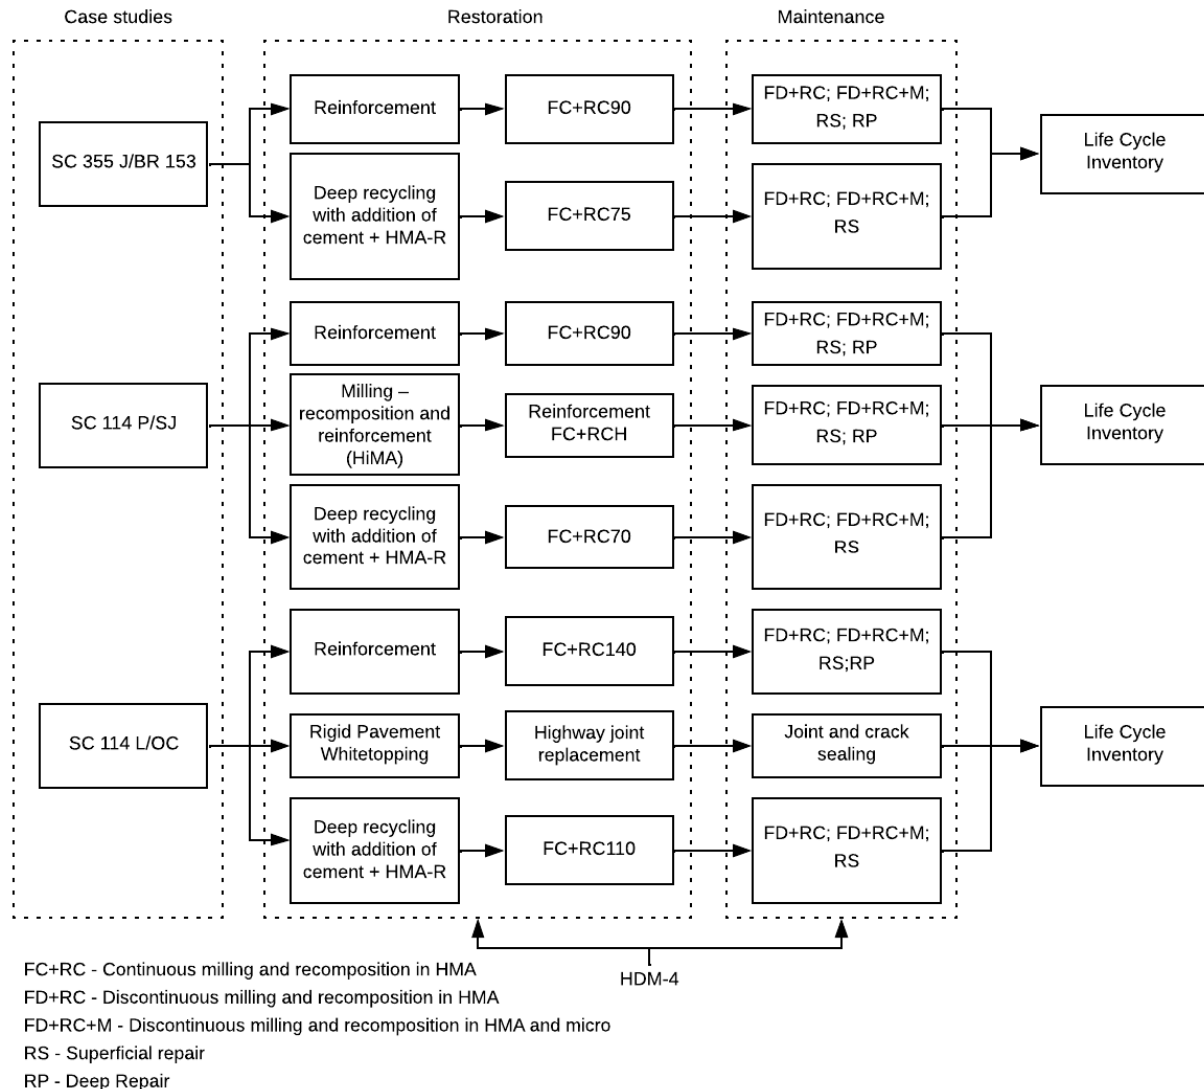 Case studies
Restoration
Maintenance
SC 355 J/BR 153
Reinforcement
FC+RC90
FD+RC; FD+RC+M;
RS; RP
Deep recycling
with addition of
cement + HMA-R
FC+RC75
FD+RC; FD+RC+M;
RS
Life Cycle
Inventory
SC 114 P/SJ
Reinforcement
FC+RC90
FD+RC; FD+RC+M;
RS; RP
Milling –
recomposition and
reinforcement
(HiMA)
Reinforcement
FC+RCH
FD+RC; FD+RC+M;
RS; RP
Deep recycling
with addition of
cement + HMA-R
FC+RC70
FD+RC; FD+RC+M;
RS
Life Cycle
Inventory
SC 114 L/OC
Reinforcement
FC+RC140
FD+RC; FD+RC+M;
RS;RP
Rigid Pavement
Whitetopping
Highway joint
replacement
Joint and crack
sealing
Deep recycling
with addition of
cement + HMA-R
FC+RC110
FD+RC; FD+RC+M;
RS
Life Cycle
Inventory
HDM-4
FC+RC - Continuous milling and recomposition in HMA
FD+RC - Discontinuous milling and recomposition in HMA
FD+RC+M - Discontinuous milling and recomposition in HMA and micro
RS - Superficial repair
RP - Deep Repair